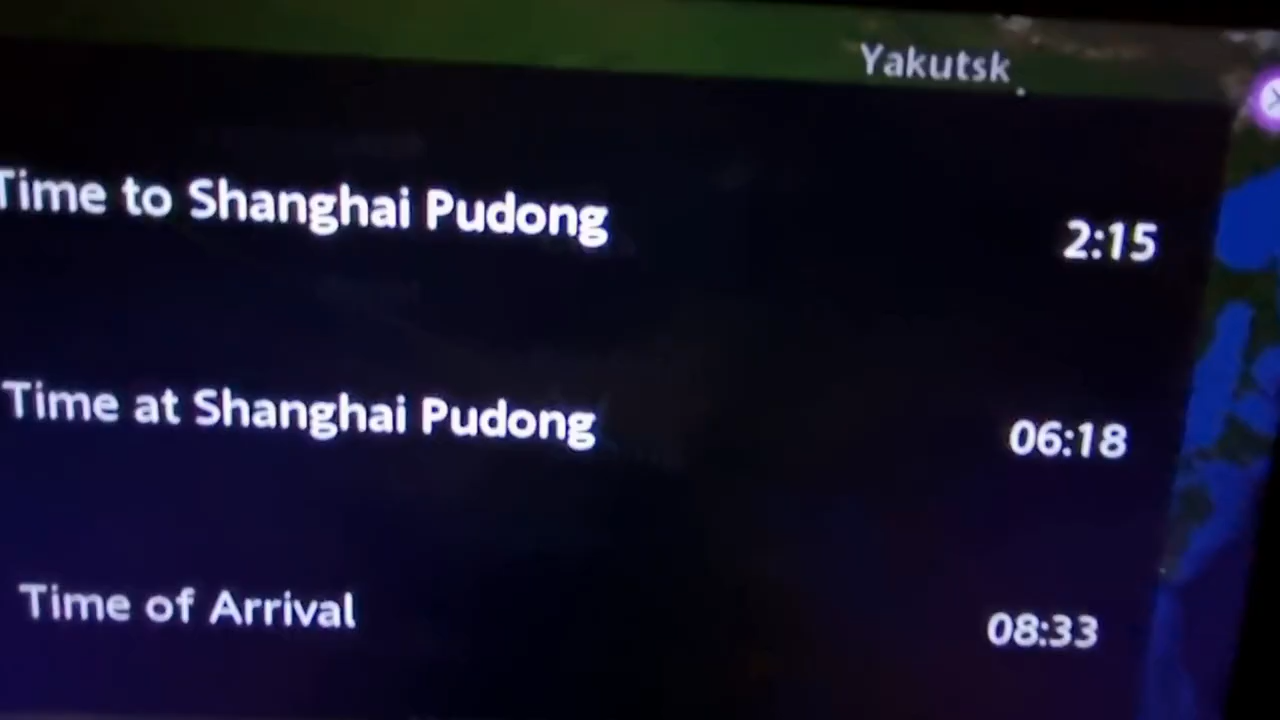 Yakutsk
Time to Shanghai Pudong 2:15
Time at Shanghai Pudong 06:18
Time of Arrival 08:33